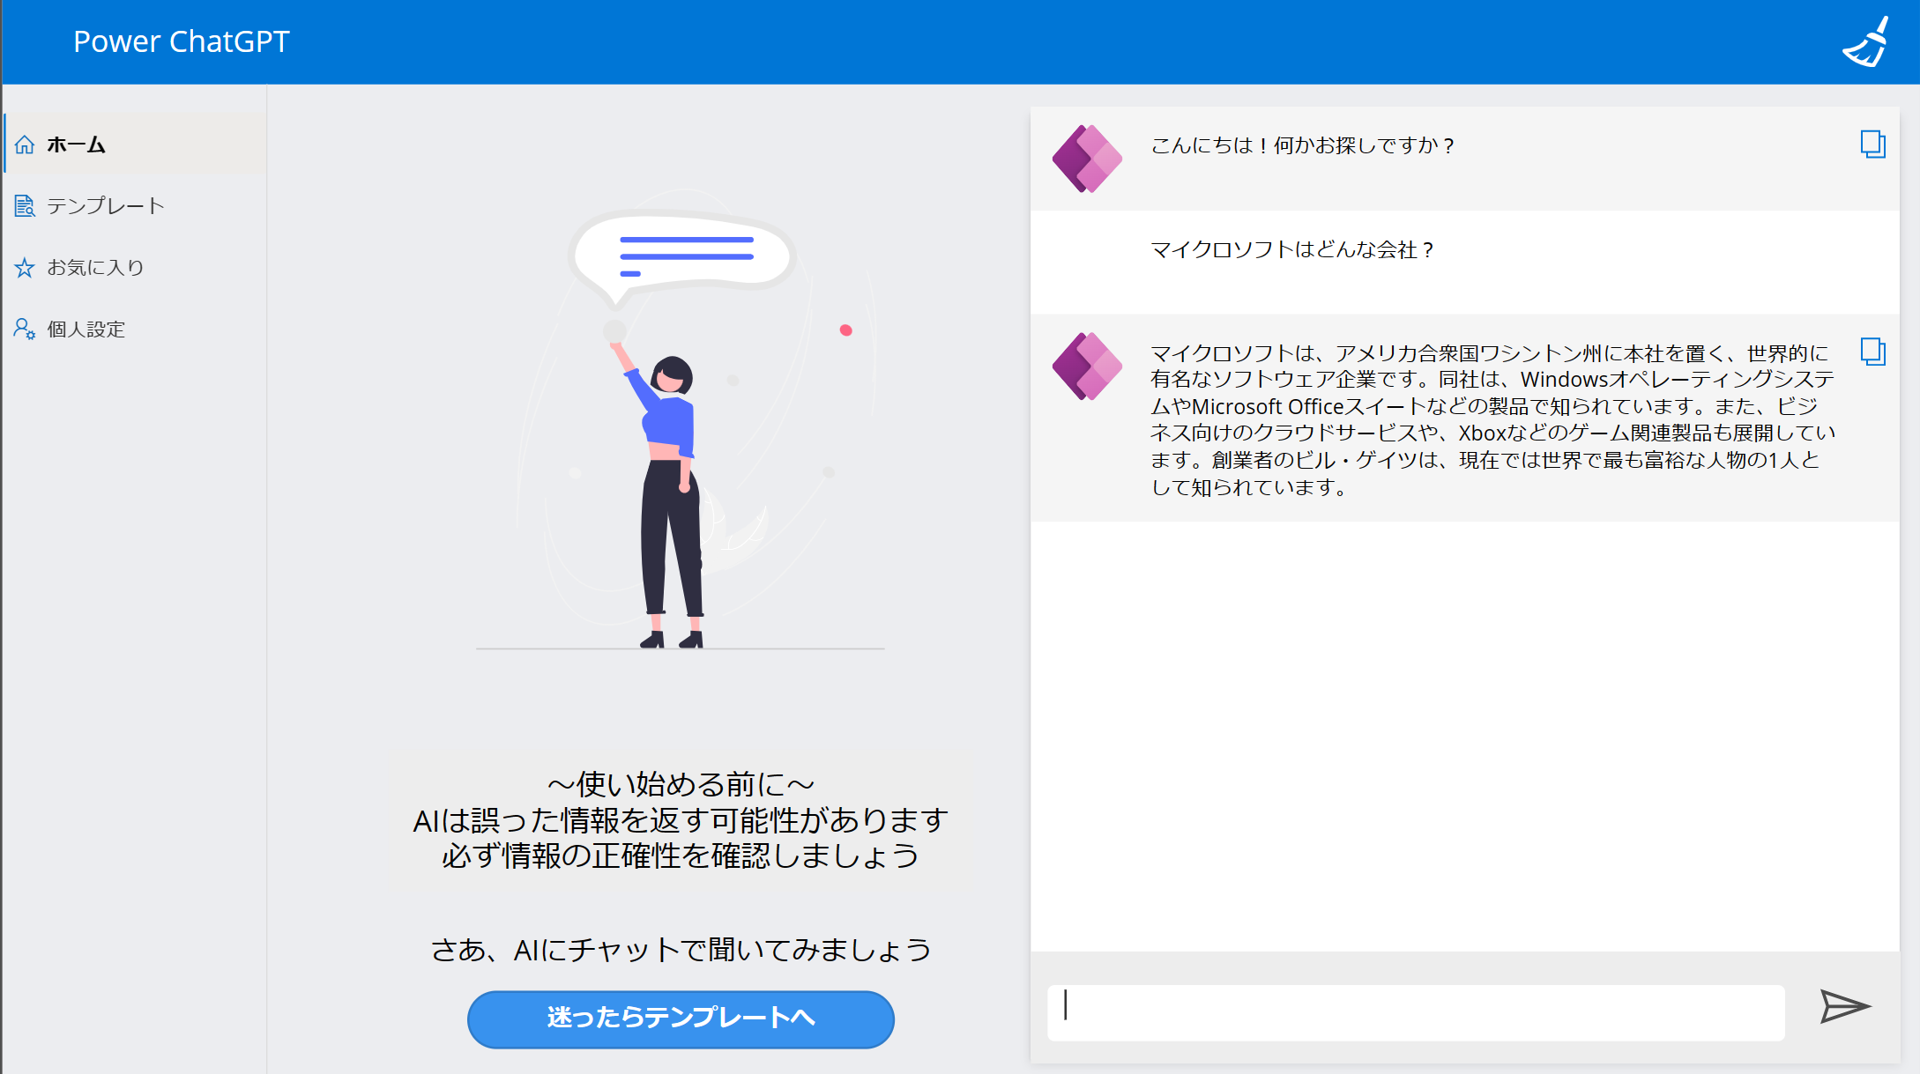 Power ChatGPT
ホーム
テンプレート
お気に入り
個人設定
～使い始める前に～
AIは誤った情報を返す可能性があります
必ず情報の正確性を確認しましょう
さあ、AIにチャットで聞いてみましょう
迷ったらテンプレートへ
こんにちは！何かお探しですか？
マイクロソフトはどんな会社？
マイクロソフトは、アメリカ合衆国ワシントン州に本社を置く、世界的に
有名なソフトウェア企業です。同社は、Windowsオペレーティングシステ
ムやMicrosoft Officeスイートなどの製品で知られています。また、ビジ
ネス向けのクラウドサービスや、Xboxなどのゲーム関連製品も展開してい
ます。創業者のビル・ゲイツは、現在では世界で最も富裕な人物の1人と
して知られています。